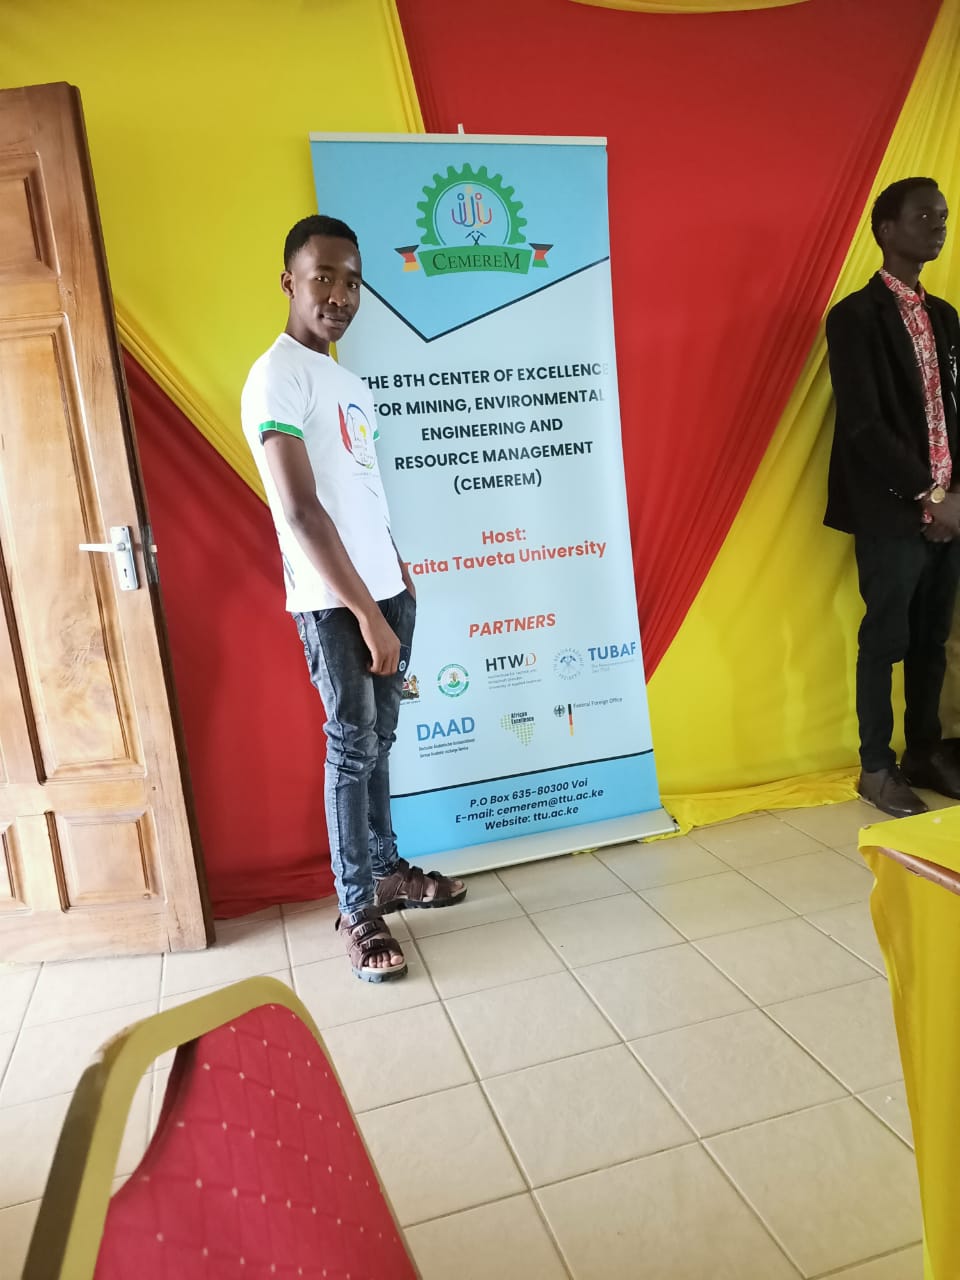 CEMEREM
THE 8TH CENTER OF EXCELLENCE
FOR MINING, ENVIRONMENTAL
ENGINEERING AND
RESOURCE MANAGEMENT
(CEMEREM)
Host:
Taita Taveta University
PARTNERS
HTWD
TUBAF
DAAD
African
Excellence
Federal Foreign Office
P.O Box 635-80300 Voi
E-mail: cemerem@ttu.ac.ke
Website: ttu.ac.ke